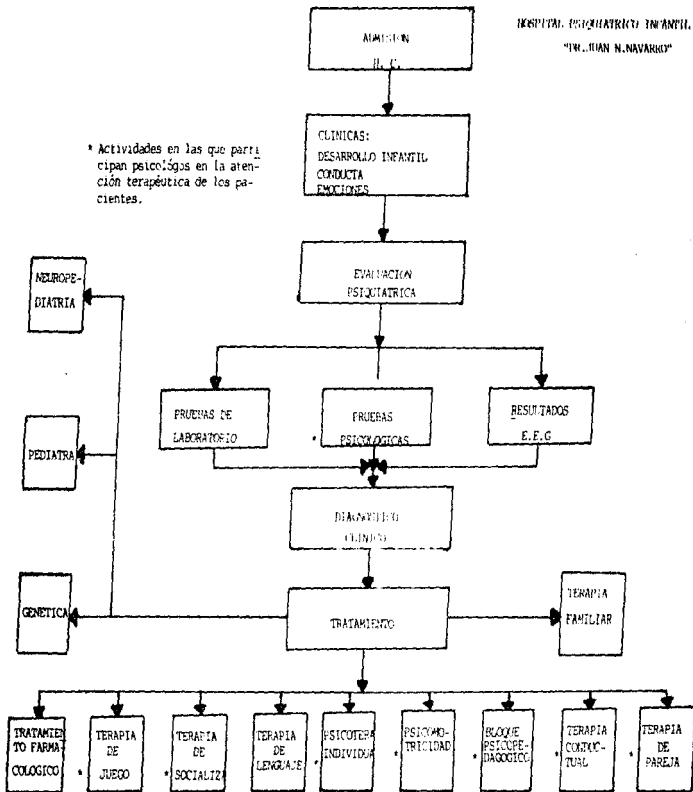 HOSPITAL PSIQUIATRICO INFANTIL
"DR. JUAN N. NAVARRO"
ADMISION
H. C.
* Actividades en las que parti
cipan psicológos en la aten-
ción terapéutica de los pa-
cientes.
CLINICAS:
DESARROLLO INFANTIL
CONDUCTA
EMOCIONES
EVALUACION
PSIQUIATRICA
NEUROPE-
DIATRIA
PEDIATRA
GENETICA
PRUEBAS DE
LABORATORIO
PRUEBAS
* PSICOLOGICAS
RESULTADOS
E.E.G
DIAGNOSTICO
CLINICO
TRATAMIENTO
TERAPIA
FAMILIAR
TRATAMIEN
TO FARMA
COLOGICO
TERAPIA
DE
* JUEGO
TERAPIA
DE
* SOCIALIZA
TERAPIA
DE
LENGUAJE
PSICOTERA
INDIVIDUA
*
PSICOMO-
TRICIDAD
*
BLOQUE
PSICOPE-
* DAGOGICO
TERAPIA
CONDUC-
* TUAL
TERAPIA
DE
* PAREJA